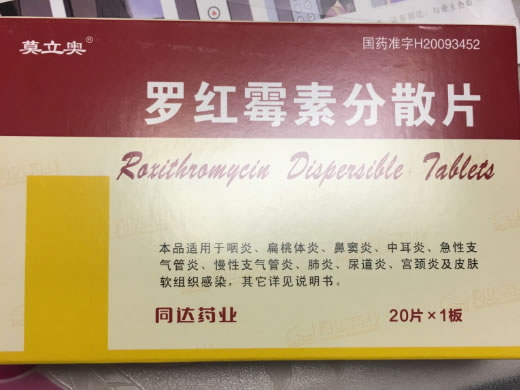 莫立奥®
国药准字H20093452
罗红霉素分散片
Roxithromycin Dispersible Tablets
本品适用于咽炎、扁桃体炎、鼻窦炎、中耳炎、急性支
气管炎、慢性支气管炎、肺炎、尿道炎、宫颈炎及皮肤
软组织感染，其它详见说明书。
同达药业
20片×1板